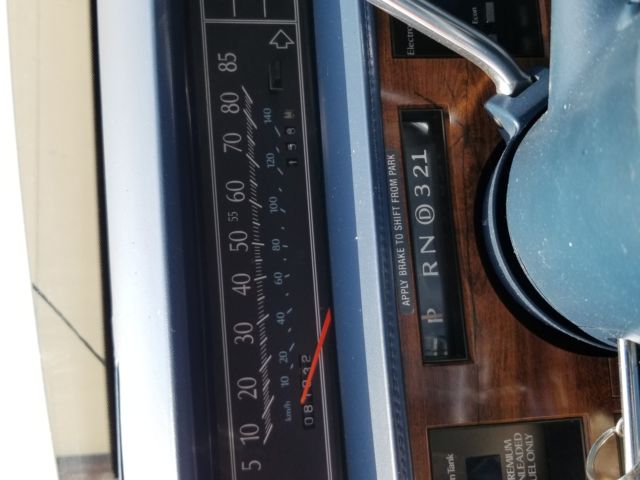 5 10 20 30 40 50 55 60 70 80 85
km/h 10 20 40 60 80 100 120 140
APPLY BRAKE TO SHIFT FROM PARK
P R N D 3 2 1
Tank
PREMIUM
UNLEADED
FUEL ONLY
Econ